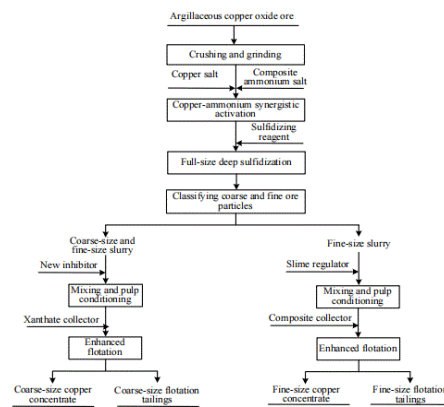 Argillaceous copper oxide ore
Crushing and grinding
Copper salt
Composite
ammonium salt
Copper-ammonium synergistic
activation
Sulfidizing
reagent
Full-size deep sulfidization
Classifying coarse and fine ore
particles
Coarse-size and
fine-size slurry
New inhibitor
Mixing and pulp
conditioning
Xanthate collector
Enhanced
flotation
Coarse-size copper
concentrate
Coarse-size flotation
tailings
Fine-size slurry
Slime regulator
Mixing and pulp
conditioning
Composite collector
Enhanced flotation
Fine-size copper
concentrate
Fine-size flotation
tailings